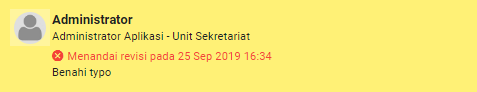 Administrator
Administrator Aplikasi - Unit Sekretariat
Menandai revisi pada 25 Sep 2019 16:34
Benahi typo